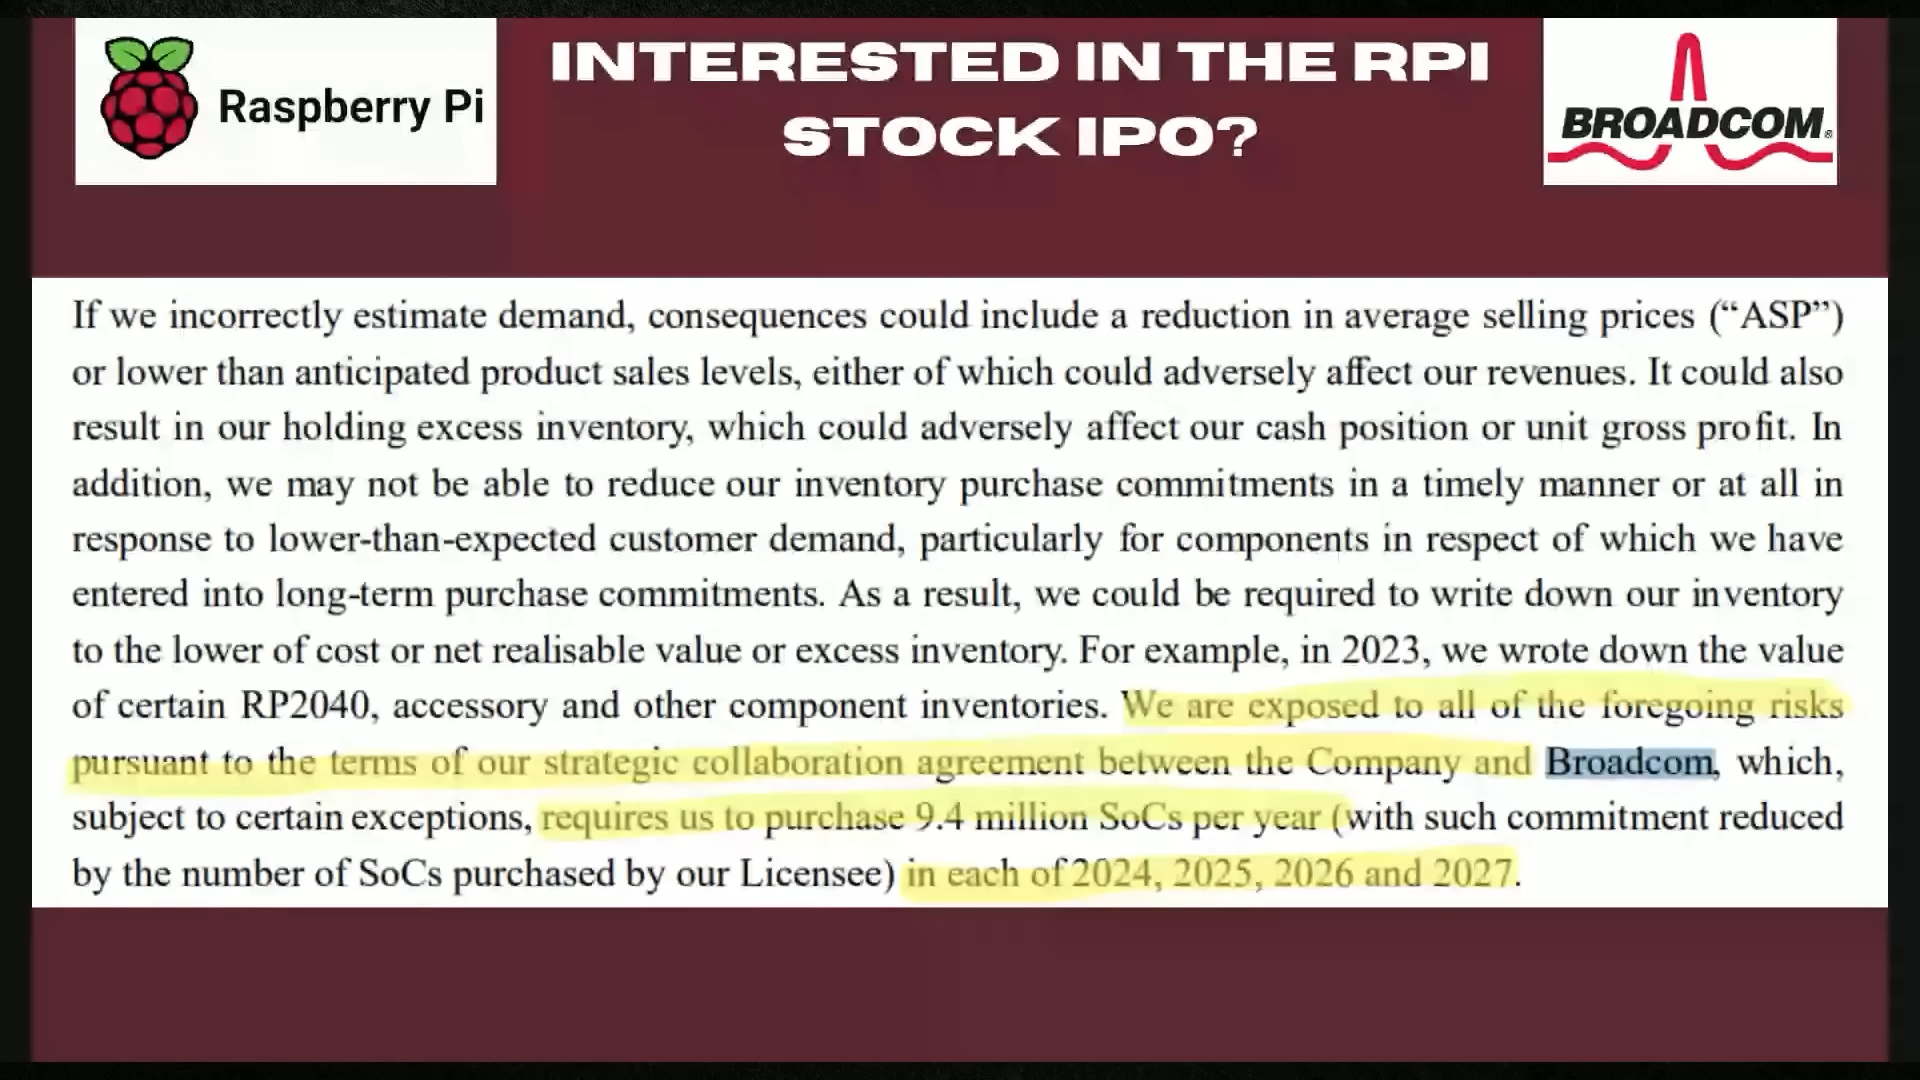 Raspberry Pi
INTERESTED IN THE RPI
STOCK IPO?
BROADCOM®
If we incorrectly estimate demand, consequences could include a reduction in average selling prices (“ASP”)
or lower than anticipated product sales levels, either of which could adversely affect our revenues. It could also
result in our holding excess inventory, which could adversely affect our cash position or unit gross profit. In
addition, we may not be able to reduce our inventory purchase commitments in a timely manner or at all in
response to lower-than-expected customer demand, particularly for components in respect of which we have
entered into long-term purchase commitments. As a result, we could be required to write down our inventory
to the lower of cost or net realisable value or excess inventory. For example, in 2023, we wrote down the value
of certain RP2040, accessory and other component inventories. We are exposed to all of the foregoing risks
pursuant to the terms of our strategic collaboration agreement between the Company and Broadcom, which,
subject to certain exceptions, requires us to purchase 9.4 million SoCs per year (with such commitment reduced
by the number of SoCs purchased by our Licensee) in each of 2024, 2025, 2026 and 2027.